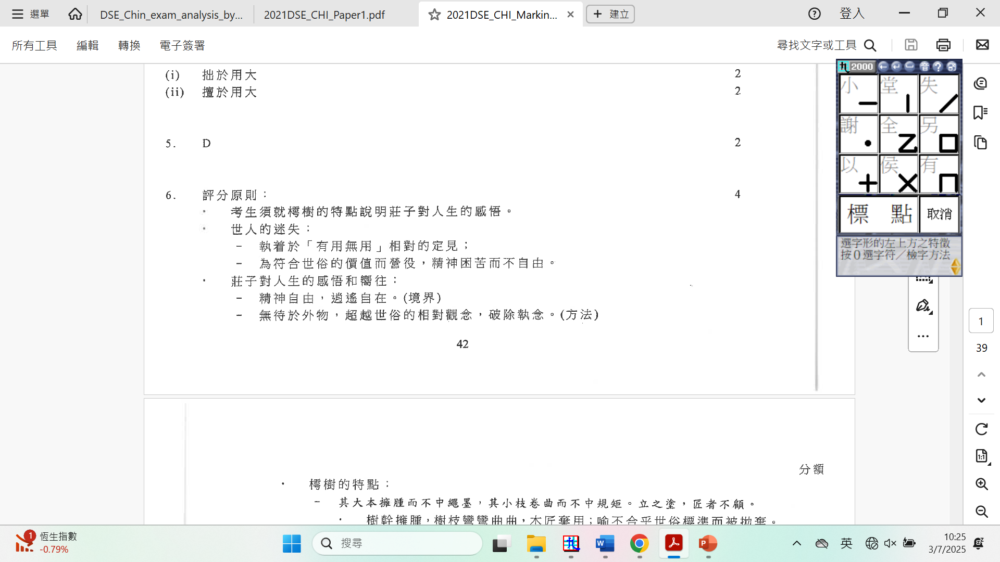 選單
DSE_Chin_exam_analysis_by...
2021DSE_CHI_Paper1.pdf
2021DSE_CHI_Markin...
建立
登入
所有工具 編輯 轉換 電子簽署
尋找文字或工具
(i) 拙於用大 2
(ii) 擅於用大 2
5. D 2
6. 評分原則： 4
· 考生須就樗樹的特點說明莊子對人生的感悟。
· 世人的迷失：
- 執着於「有用無用」相對的定見；
- 為符合世俗的價值而營役，精神困苦而不自由。
· 莊子對人生的感悟和嚮往：
- 精神自由，逍遙自在。(境界)
- 無待於外物，超越世俗的相對觀念，破除執念。(方法)
42
分額
· 樗樹的特點：
- 其大本擁腫而不中繩墨，其小枝卷曲而不中規矩。立之塗，匠者不顧。
· 樹幹擁腫，樹枝彎彎曲曲，木匠棄用；喻不合乎世俗標準而被拋棄。
九 2000
音 ?
小 堂 失
謝 全 另
以 侯 有
標 點 取消
選字形的左上方之特徵
按０選字符／檢字方法
1
39
1:1
1
恆生指數
-0.79%
搜尋
英
10:25
3/7/2025